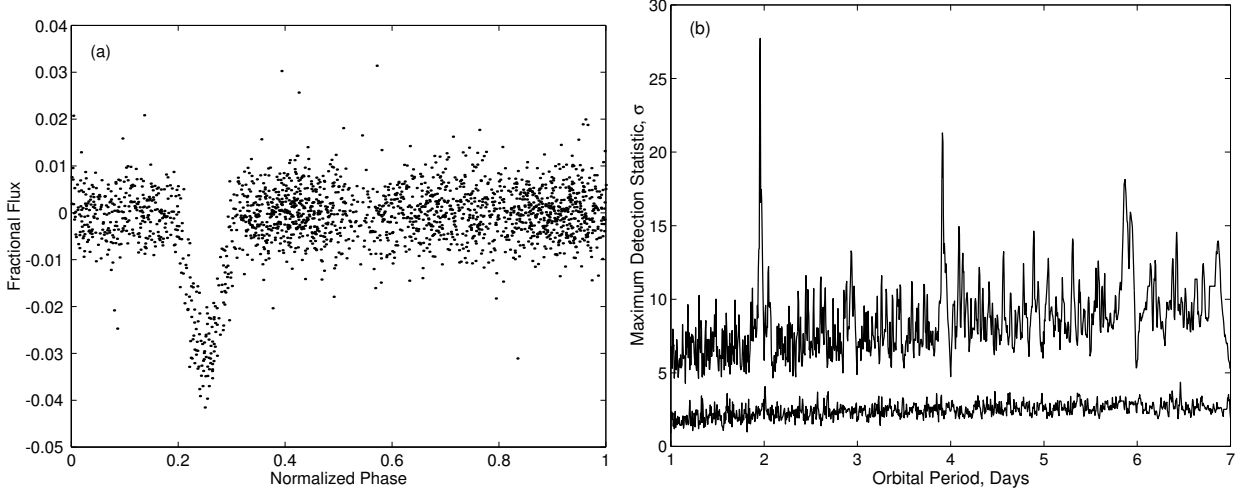 (a)
Fractional Flux
0.04
0.03
0.02
0.01
0
-0.01
-0.02
-0.03
-0.04
-0.05
0 0.2 0.4 0.6 0.8 1
Normalized Phase
(b)
Maximum Detection Statistic, σ
30
25
20
15
10
5
0
1 2 3 4 5 6 7
Orbital Period, Days